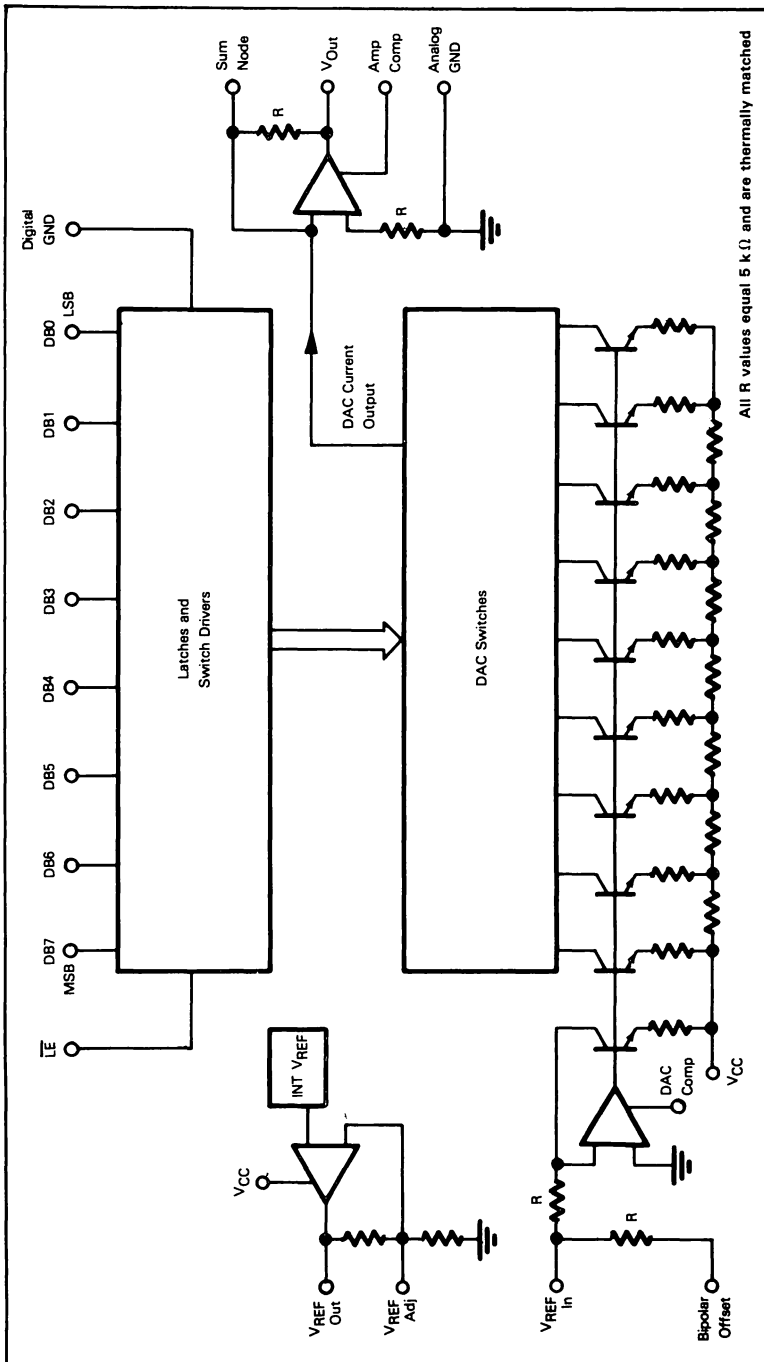 Digital
GND
LSB
DB0
DB1
DB2
DB3
DB4
DB5
DB6
DB7
MSB
LE
Sum
Node
R
VOut
Amp
Comp
R
Analog
GND
Latches and
Switch Drivers
DAC Current
Output
DAC Switches
INT VREF
VCC
VREF
Out
VREF
Adj
R
VREF
In
R
Bipolar
Offset
DAC
Comp
VCC
All R values equal 5 kΩ and are thermally matched